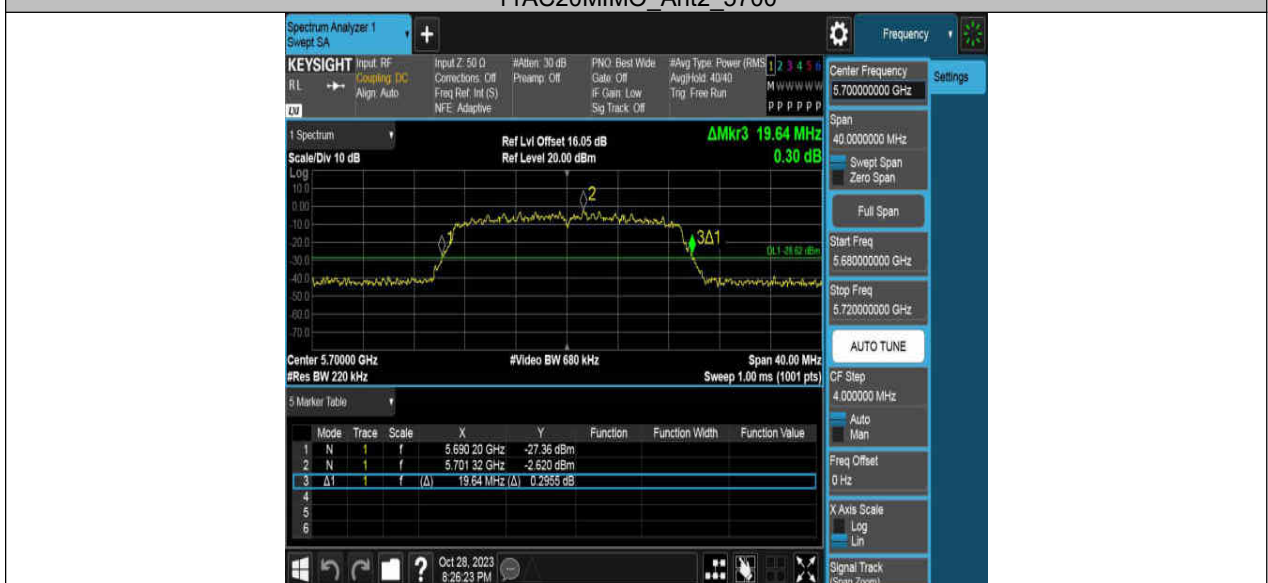 11AC20MIMO_Ant2_5700
Spectrum Analyzer 1
Swept SA
+
Frequency
KEYSIGHT
RL
LXI
Input: RF
Coupling: DC
Align: Auto
Input Z: 50 Ω
Corrections: Off
Freq Ref: Int (S)
NFE: Adaptive
#Atten: 30 dB
Preamp: Off
PNO: Best Wide
Gate: Off
IF Gain: Low
Sig Track: Off
#Avg Type: Power (RMS
Avg|Hold: 40/40
Trig: Free Run
1 2 3 4 5 6
M W W W W W
P P P P P P
Center Frequency
5.700000000 GHz
Settings
Span
40.0000000 MHz
Swept Span
Zero Span
Full Span
Start Freq
5.680000000 GHz
Stop Freq
5.720000000 GHz
AUTO TUNE
CF Step
4.000000 MHz
Auto
Man
Freq Offset
0 Hz
X Axis Scale
Log
Lin
Signal Track
(Span Zoom)
1 Spectrum
Scale/Div 10 dB
Ref Lvl Offset 16.05 dB
Ref Level 20.00 dBm
ΔMkr3 19.64 MHz
0.30 dB
Log
10.0
0.00
-10.0
-20.0
-30.0
-40.0
-50.0
-60.0
-70.0
1
2
3Δ1
DL1 -28.62 dBm
Center 5.70000 GHz
#Video BW 680 kHz
Span 40.00 MHz
#Res BW 220 kHz
Sweep 1.00 ms (1001 pts)
5 Marker Table
Mode Trace Scale X Y Function Function Width Function Value
1 N 1 f 5.690 20 GHz -27.36 dBm
2 N 1 f 5.701 32 GHz -2.620 dBm
3 Δ1 1 f (Δ) 19.64 MHz (Δ) 0.2955 dB
4
5
6
?
Oct 28, 2023
8:26:23 PM